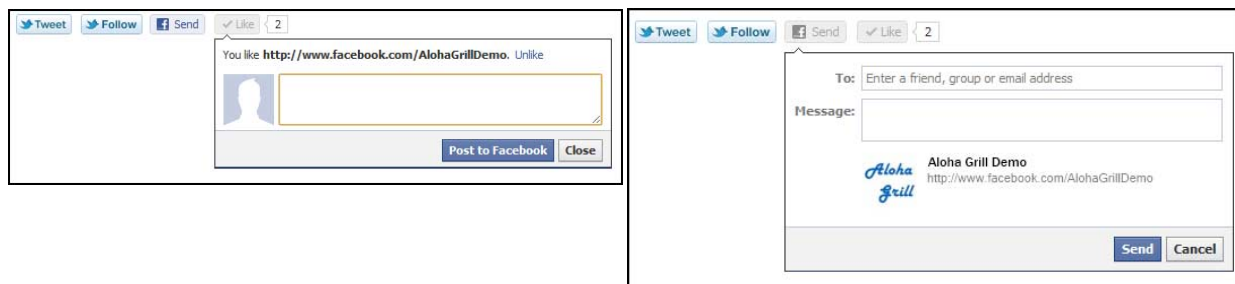 Tweet Follow Send Like 2
You like http://www.facebook.com/AlohaGrillDemo. Unlike
Post to Facebook Close
Tweet Follow Send Like 2
To: Enter a friend, group or email address
Message:
Aloha Grill
Aloha Grill Demo
http://www.facebook.com/AlohaGrillDemo
Send Cancel